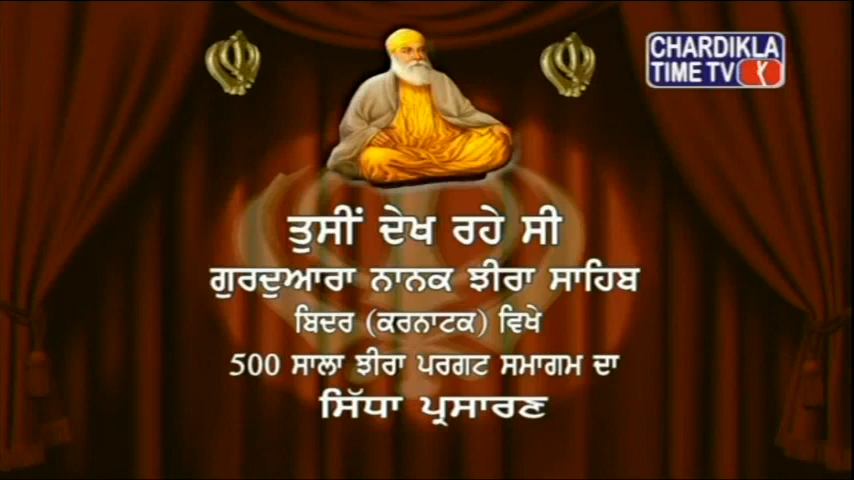 CHARDIKLA
TIME TV
ਤੁਸੀਂ ਦੇਖ ਰਹੇ ਸੀ
ਗੁਰਦੁਆਰਾ ਨਾਨਕ ਝੀਰਾ ਸਾਹਿਬ
ਬਿਦਰ (ਕਰਨਾਟਕ) ਵਿਖੇ
500 ਸਾਲਾ ਝੀਰਾ ਪਰਗਟ ਸਮਾਗਮ ਦਾ
ਸਿੱਧਾ ਪ੍ਰਸਾਰਣ